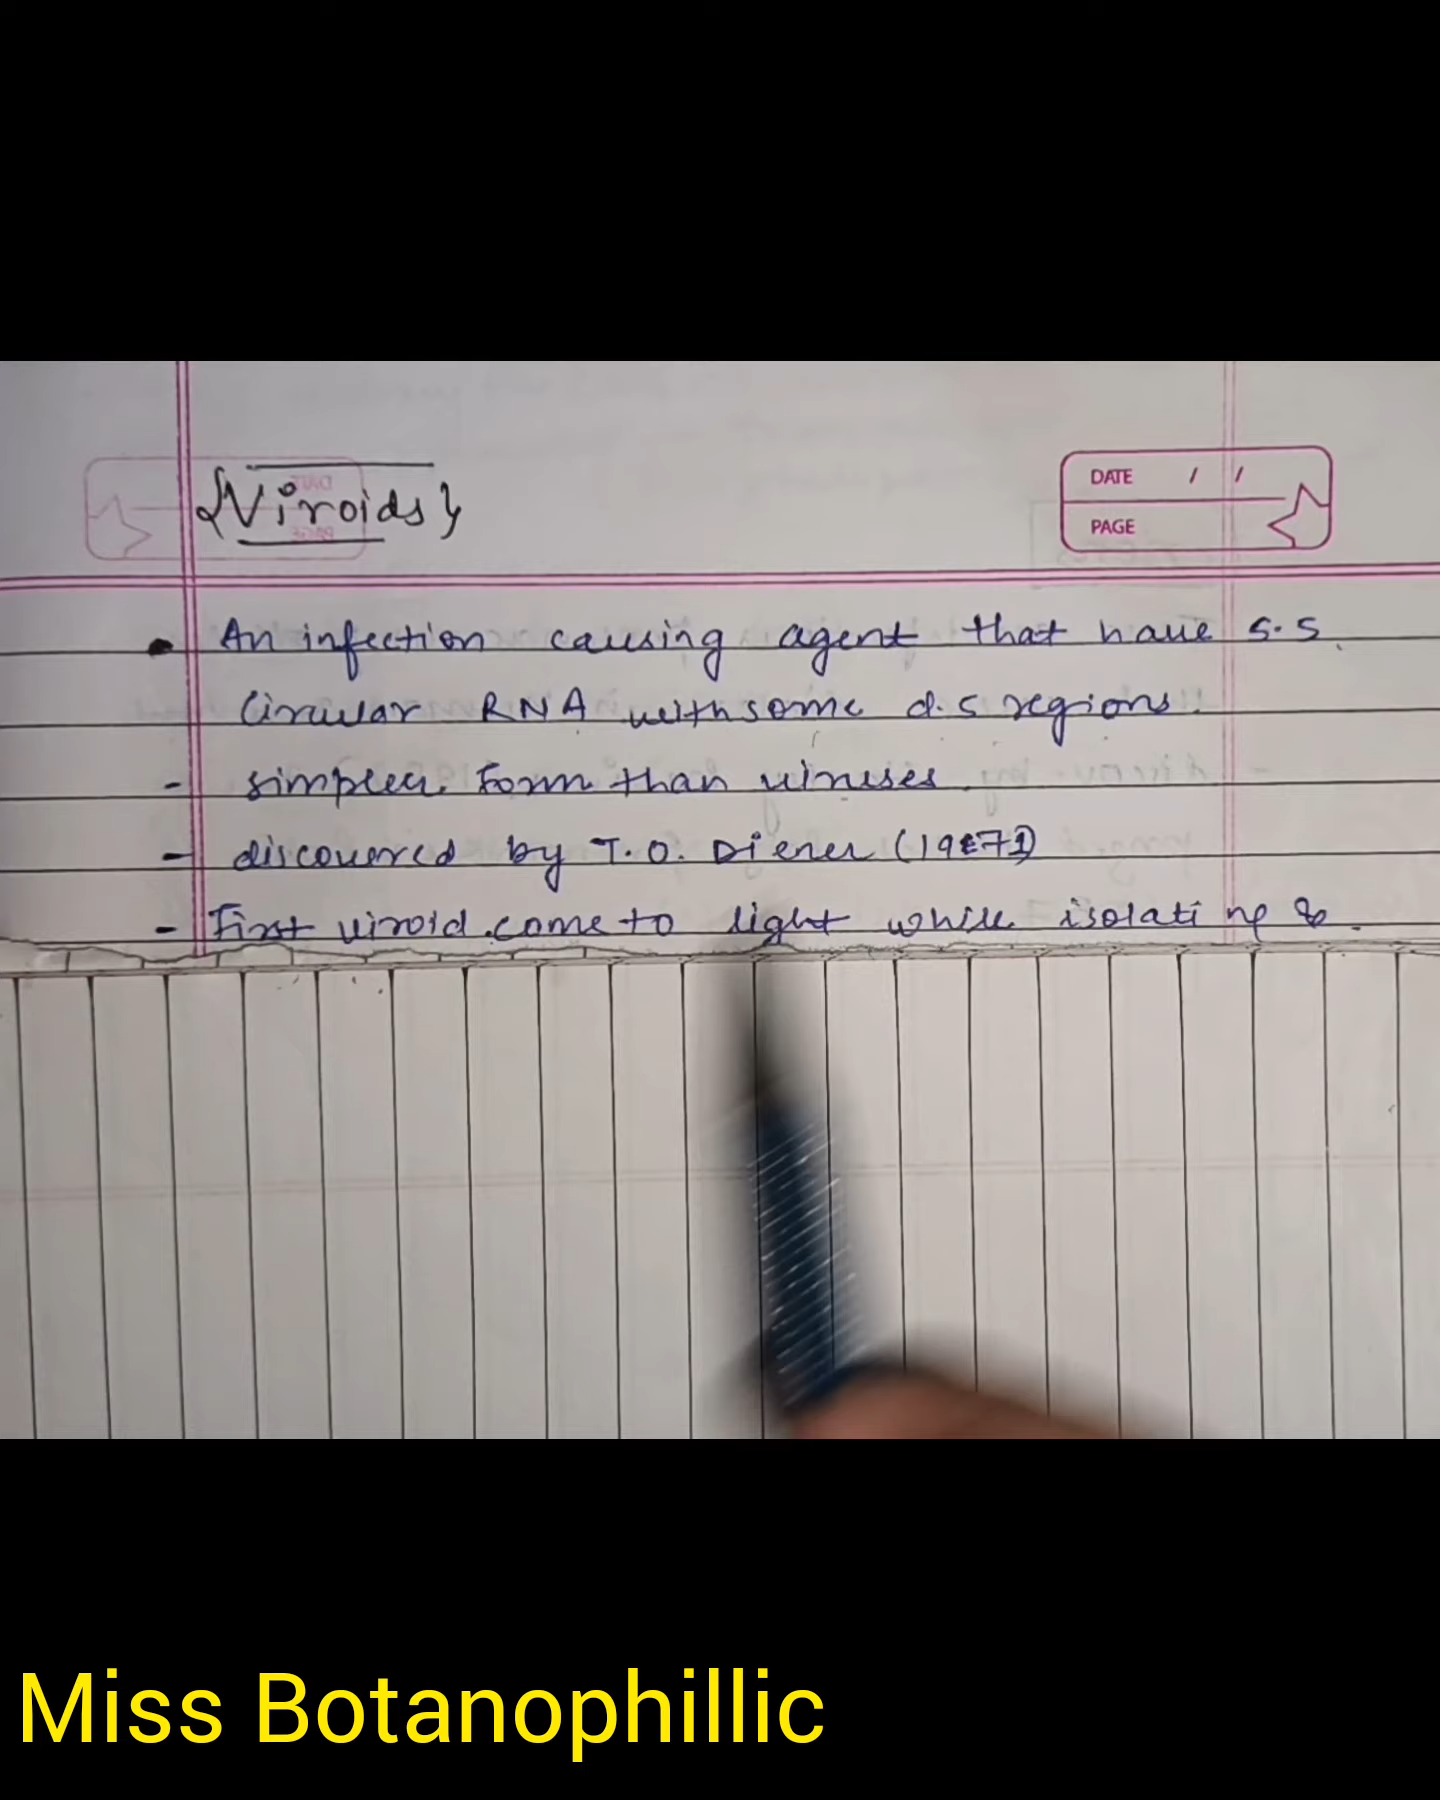 {Viroids}
DATE / /
PAGE
• An infection causing agent that have s.s.
Circular RNA with some d.s regions.
- simpler form than viruses.
- discovered by T.O. Diener (1971)
- First viroid come to light while isolating &
Miss Botanophillic